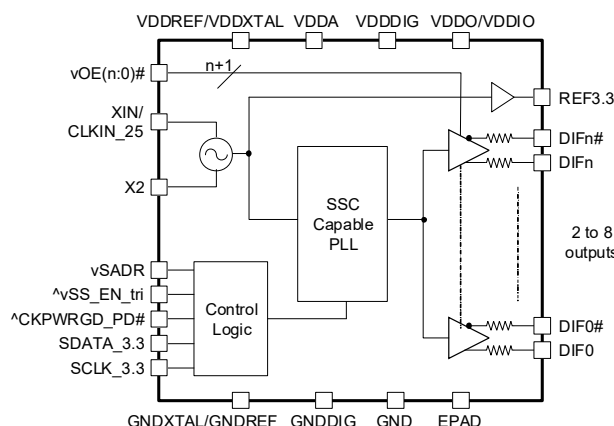 VDDREF/VDDXTAL VDDA VDDDIG VDDO/VDDIO
vOE(n:0)#
n+1
REF3.3
XIN/
CLKIN_25
X2
DIFn#
DIFn
SSC
Capable
PLL
2 to 8
outputs
vSADR
^vSS_EN_tri
^CKPWRGD_PD#
SDATA_3.3
SCLK_3.3
Control
Logic
DIF0#
DIF0
GNDXTAL/GNDREF GNDDIG GND EPAD